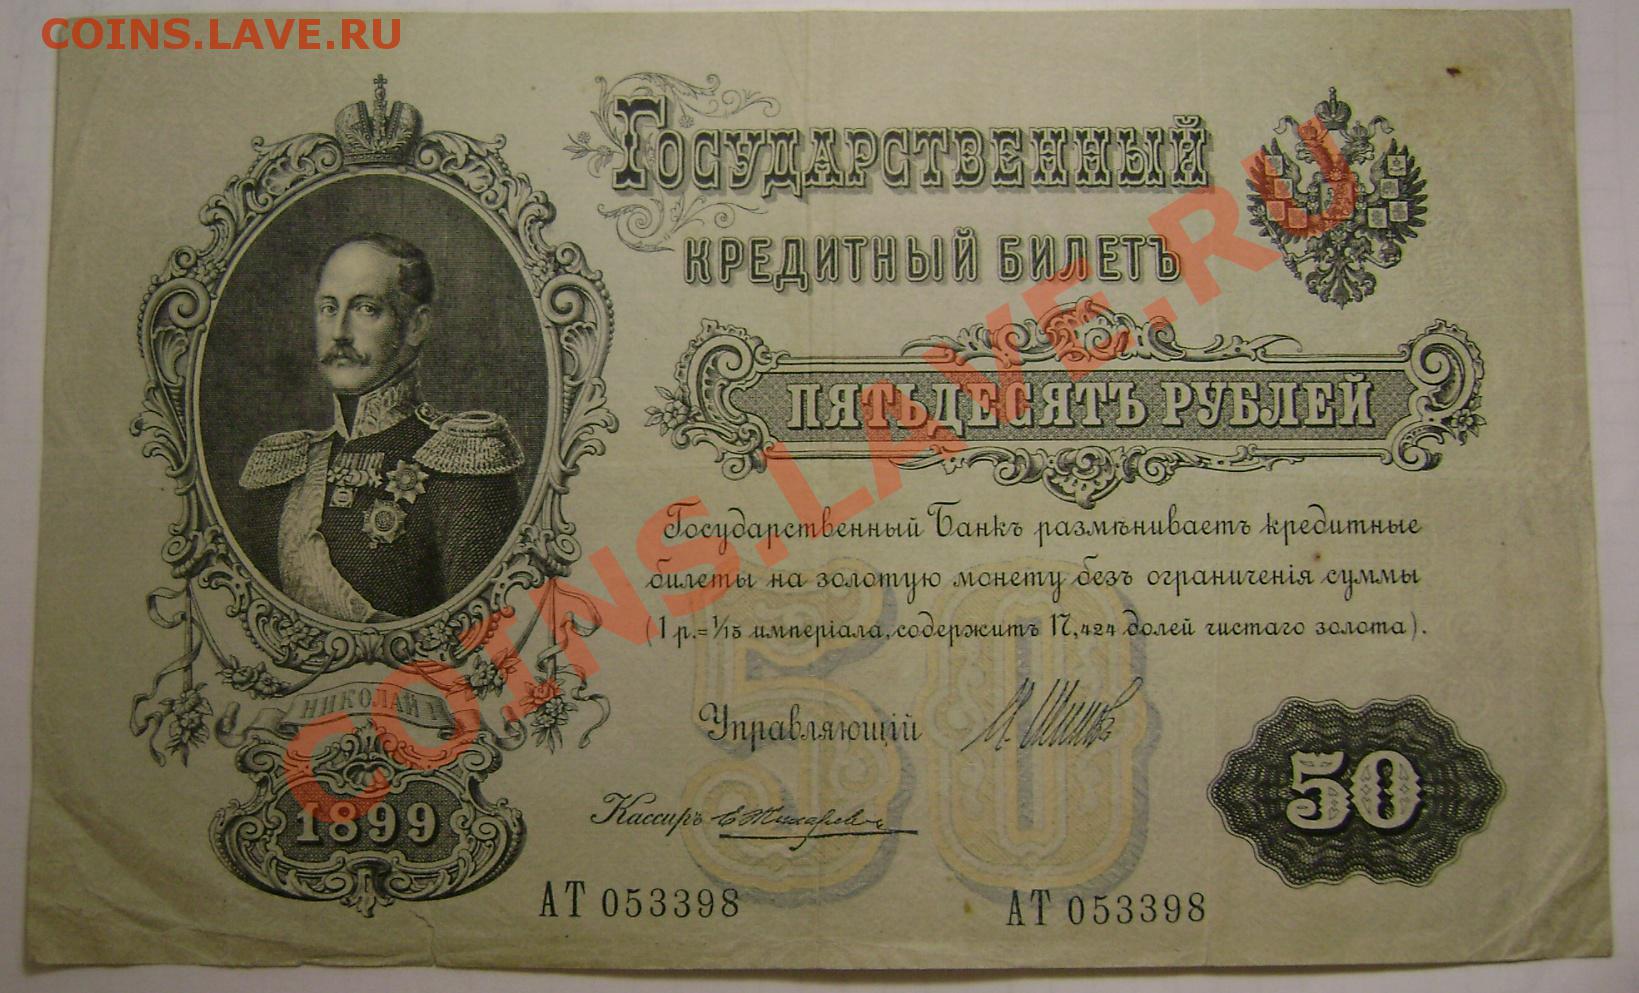 COINS.LAVE.RU
ГОСУДАРСТВЕННЫЙ
КРЕДИТНЫЙ БИЛЕТЪ
ПЯТЬДЕСЯТЪ РУБЛЕЙ
Государственный Банкъ размѣниваетъ кредитные
билеты на золотую монету безъ ограниченія суммы
(1 р.= 1/15 имперіала, содержитъ 17,424 долей чистаго золота).
COINS.LAVE.RU
НИКОЛАЙ I
Управляющій
50
1899
Кассиръ
50
АТ 053398
АТ 053398